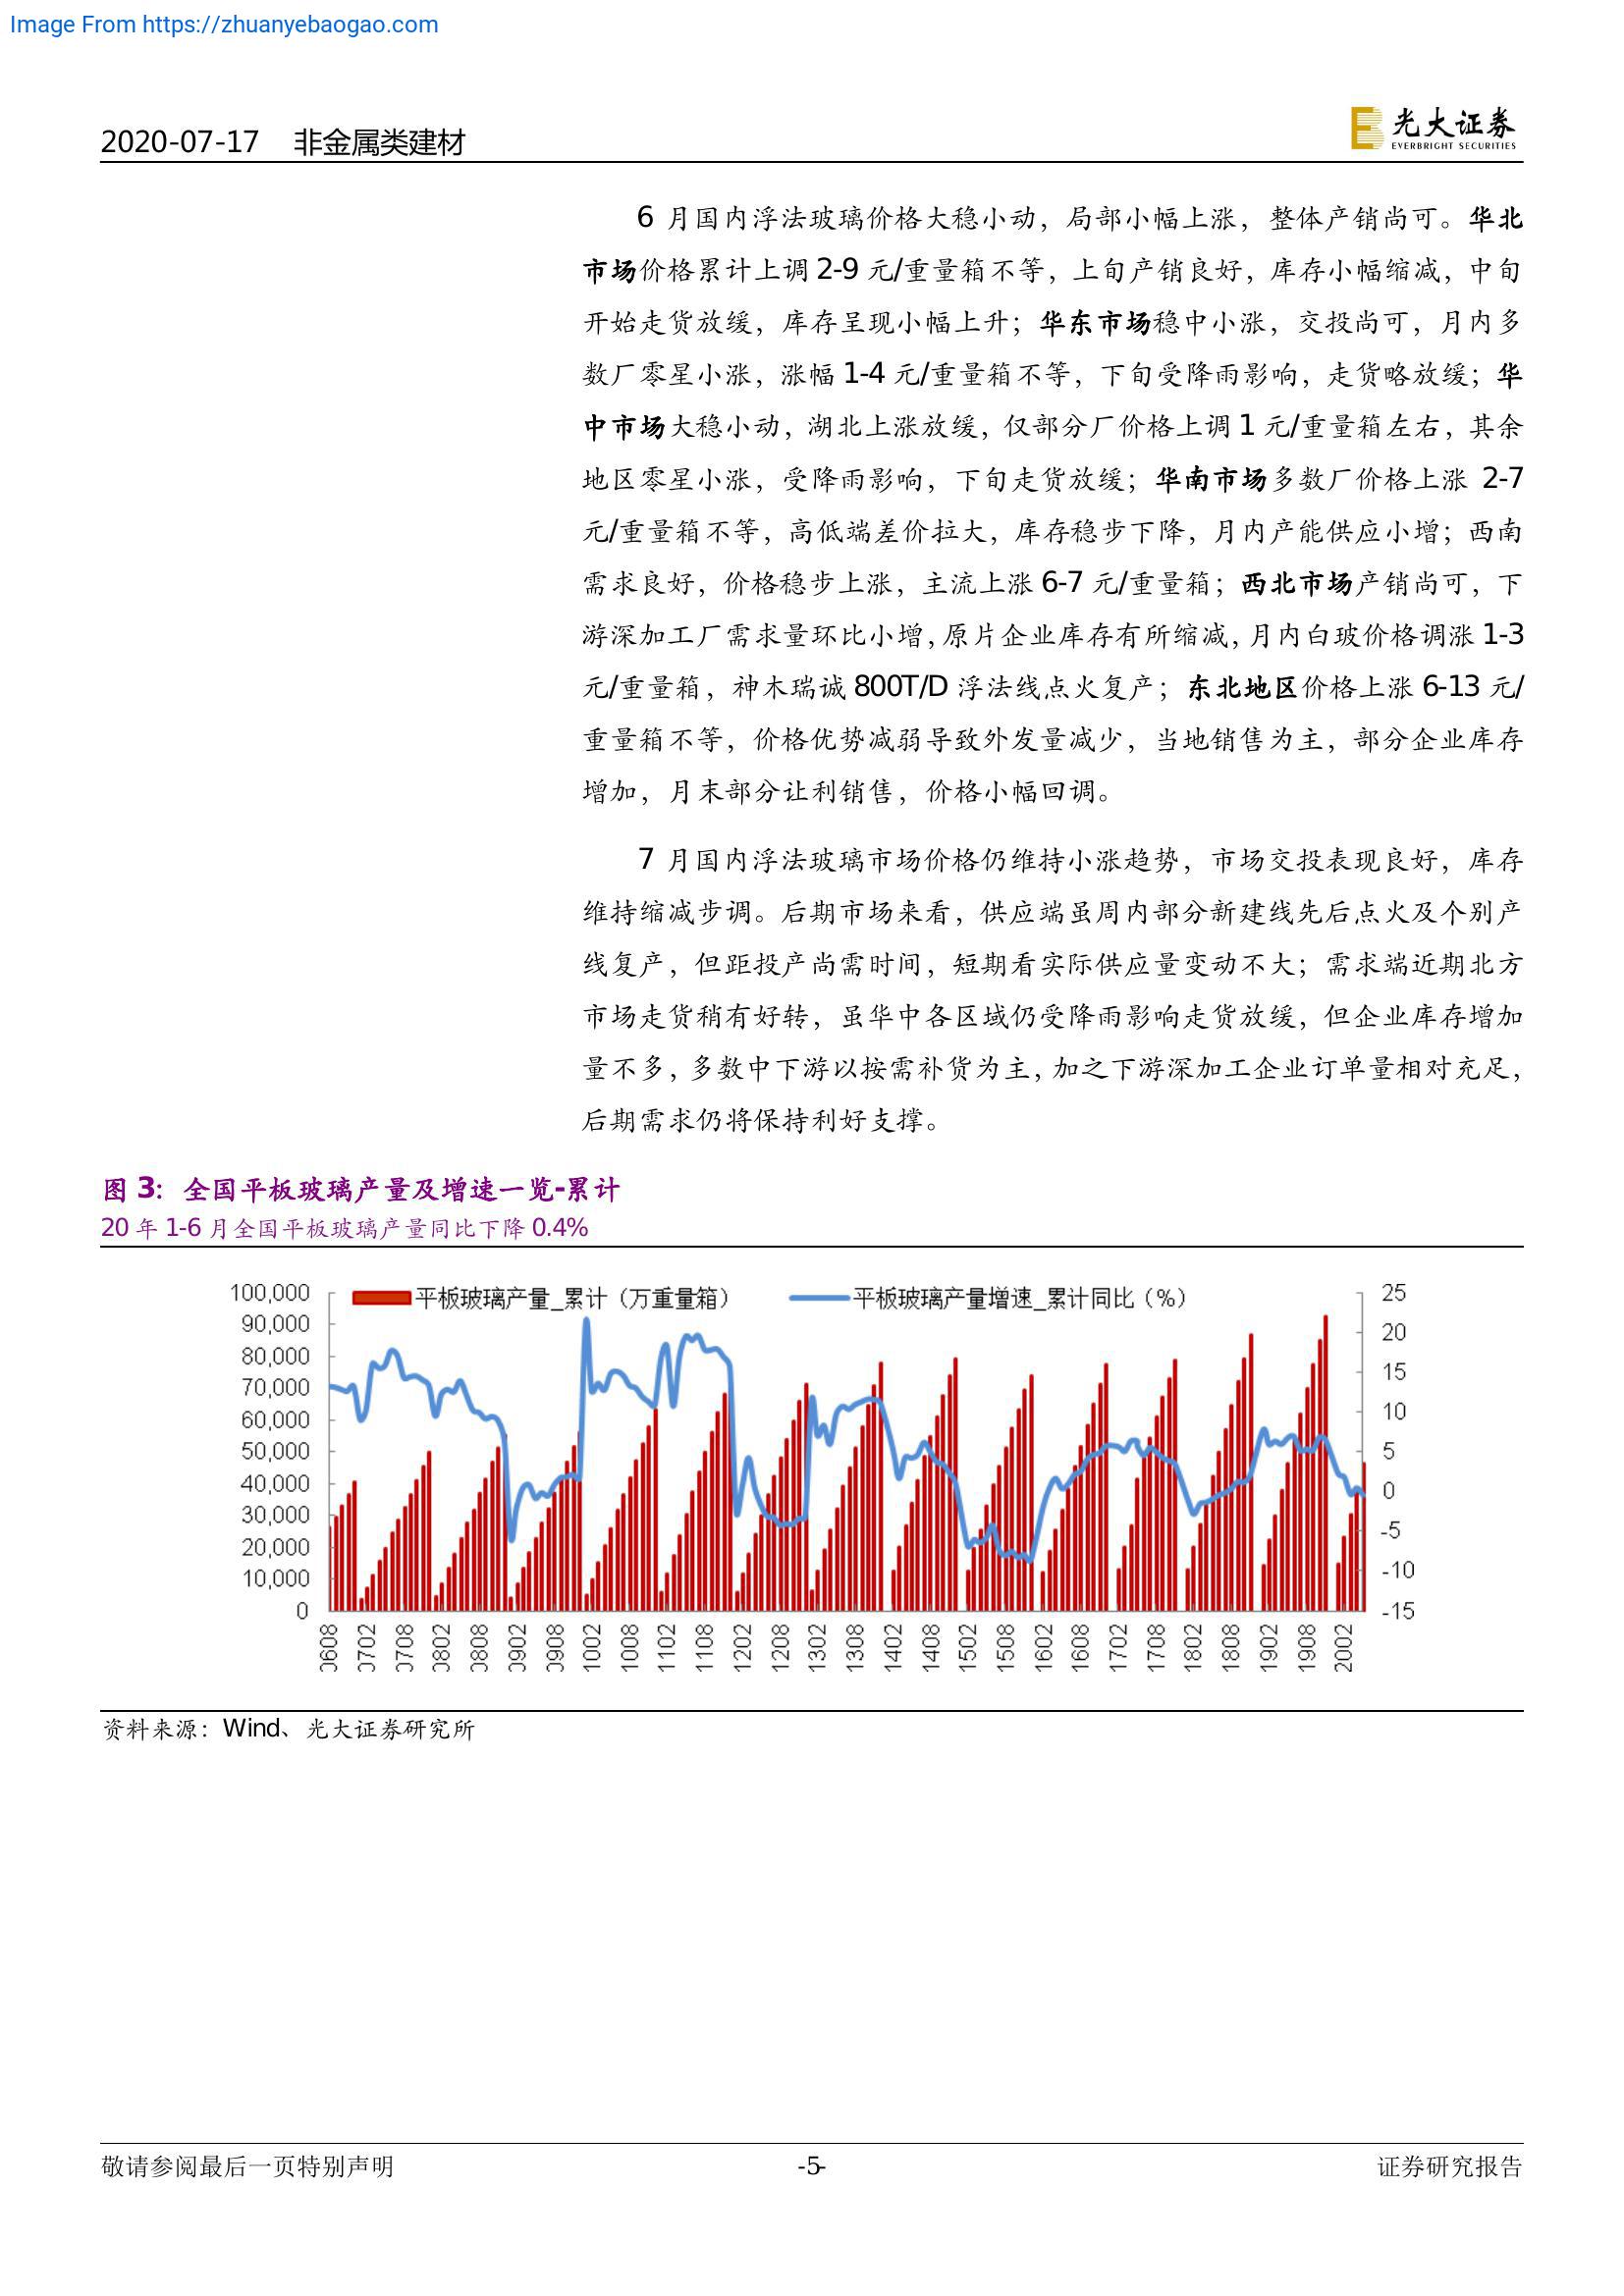 Image From https://zhuanyebaogao.com
2020-07-17 非金属类建材
光大证券
EVERBRIGHT SECURITIES
6 月国内浮法玻璃价格大稳小动，局部小幅上涨，整体产销尚可。华北
市场价格累计上调 2-9 元/重量箱不等，上旬产销良好，库存小幅缩减，中旬
开始走货放缓，库存呈现小幅上升；华东市场稳中小涨，交投尚可，月内多
数厂零星小涨，涨幅 1-4 元/重量箱不等，下旬受降雨影响，走货略放缓；华
中市场大稳小动，湖北上涨放缓，仅部分厂价格上调 1 元/重量箱左右，其余
地区零星小涨，受降雨影响，下旬走货放缓；华南市场多数厂价格上涨 2-7
元/重量箱不等，高低端差价拉大，库存稳步下降，月内产能供应小增；西南
需求良好，价格稳步上涨，主流上涨 6-7 元/重量箱；西北市场产销尚可，下
游深加工厂需求量环比小增，原片企业库存有所缩减，月内白玻价格调涨 1-3
元/重量箱，神木瑞诚 800T/D 浮法线点火复产；东北地区价格上涨 6-13 元/
重量箱不等，价格优势减弱导致外发量减少，当地销售为主，部分企业库存
增加，月末部分让利销售，价格小幅回调。
7 月国内浮法玻璃市场价格仍维持小涨趋势，市场交投表现良好，库存
维持缩减步调。后期市场来看，供应端虽周内部分新建线先后点火及个别产
线复产，但距投产尚需时间，短期看实际供应量变动不大；需求端近期北方
市场走货稍有好转，虽华中各区域仍受降雨影响走货放缓，但企业库存增加
量不多，多数中下游以按需补货为主，加之下游深加工企业订单量相对充足，
后期需求仍将保持利好支撑。
图 3：全国平板玻璃产量及增速一览-累计
20 年 1-6 月全国平板玻璃产量同比下降 0.4%
平板玻璃产量_累计（万重量箱） 平板玻璃产量增速_累计同比（%）
100,000
90,000
80,000
70,000
60,000
50,000
40,000
30,000
20,000
10,000
0
25
20
15
10
5
0
-5
-10
-15
0608 0702 0708 0802 0808 0902 0908 1002 1008 1102 1108 1202 1208 1302 1308 1402 1408 1502 1508 1602 1608 1702 1708 1802 1808 1902 1908 2002
资料来源：Wind、光大证券研究所
敬请参阅最后一页特别声明 -5- 证券研究报告